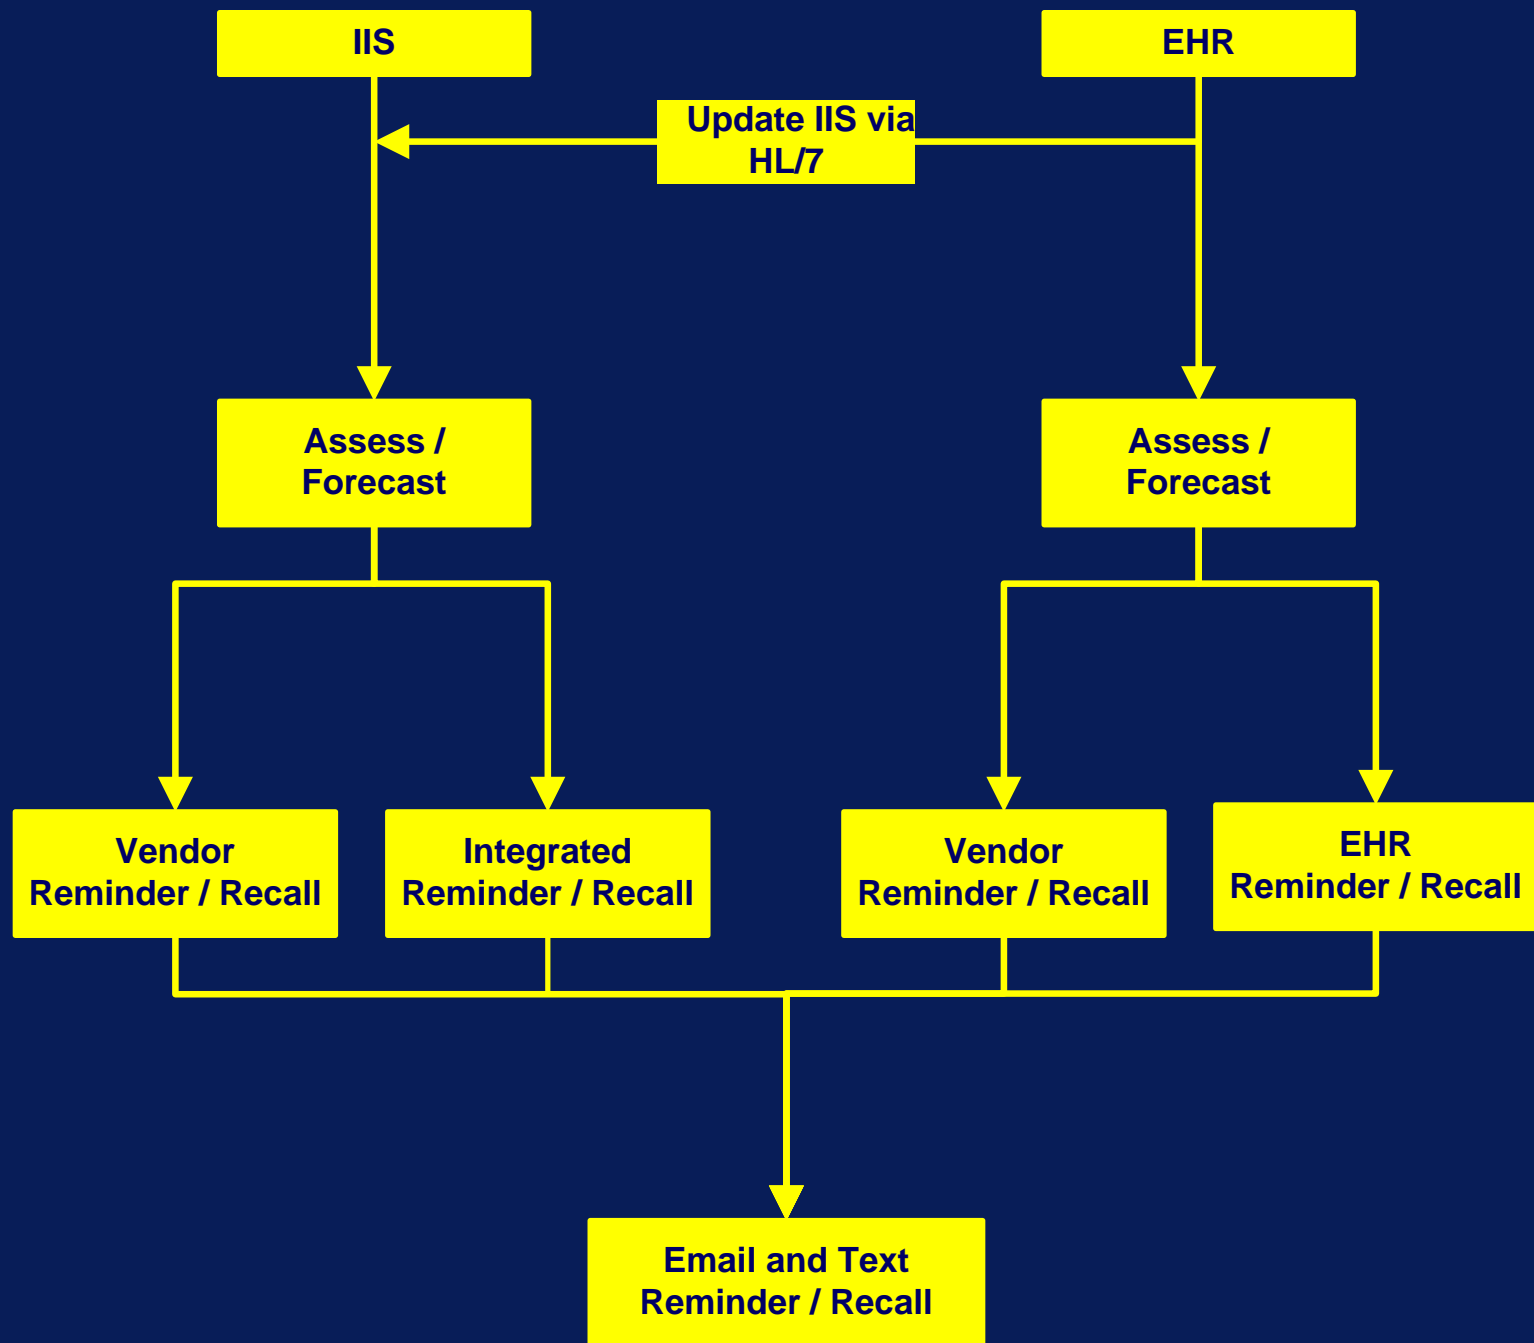 IIS
EHR
Update IIS via
HL/7
Assess /
Forecast
Assess /
Forecast
Vendor
Reminder / Recall
Integrated
Reminder / Recall
Vendor
Reminder / Recall
EHR
Reminder / Recall
Email and Text
Reminder / Recall